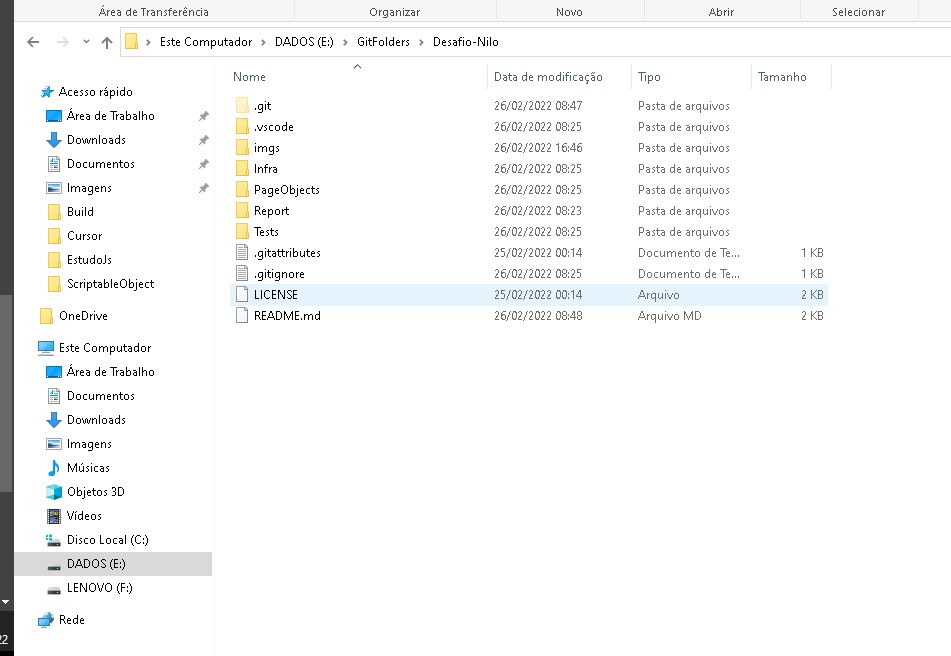 Área de Transferência Organizar Novo Abrir Selecionar
Este Computador DADOS (E:) GitFolders Desafio-Nilo
Acesso rápido
Área de Trabalho
Downloads
Documentos
Imagens
Build
Cursor
EstudoJs
ScriptableObject
OneDrive
Este Computador
Área de Trabalho
Documentos
Downloads
Imagens
Músicas
Objetos 3D
Vídeos
Disco Local (C:)
DADOS (E:)
LENOVO (F:)
Rede
Nome Data de modificação Tipo Tamanho
.git 26/02/2022 08:47 Pasta de arquivos
.vscode 26/02/2022 08:25 Pasta de arquivos
imgs 26/02/2022 16:46 Pasta de arquivos
Infra 26/02/2022 08:25 Pasta de arquivos
PageObjects 26/02/2022 08:25 Pasta de arquivos
Report 26/02/2022 08:23 Pasta de arquivos
Tests 26/02/2022 08:25 Pasta de arquivos
.gitattributes 25/02/2022 00:14 Documento de Te... 1 KB
.gitignore 26/02/2022 08:25 Documento de Te... 1 KB
LICENSE 25/02/2022 00:14 Arquivo 2 KB
README.md 26/02/2022 08:48 Arquivo MD 2 KB
22